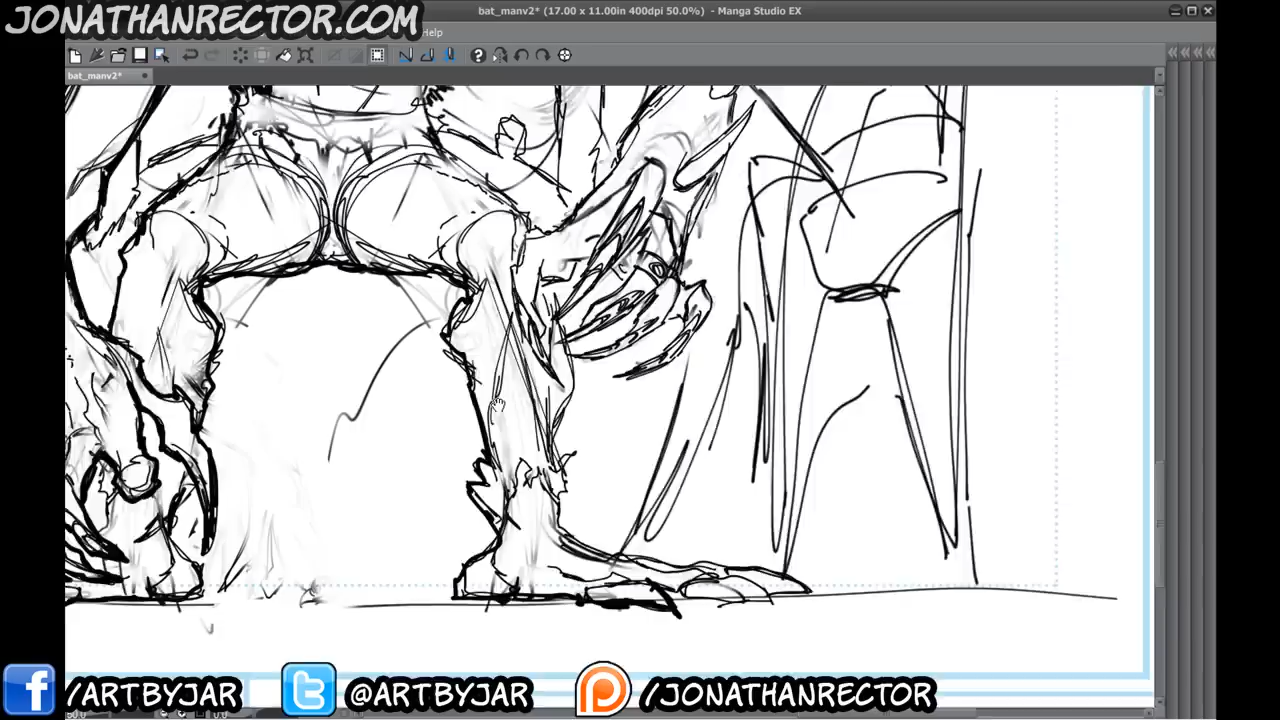 JONATHANRECTOR.COM
bat_manv2* (17.00 x 11.00in 400dpi 50.0%) - Manga Studio EX
Help
bat_manv2*
/ARTBYJAR @ARTBYJAR /JONATHANRECTOR